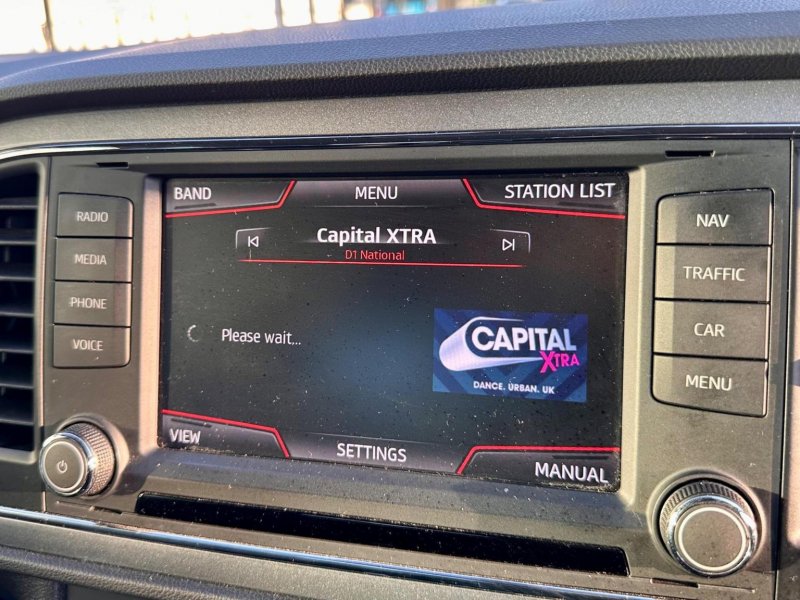 BAND
MENU
STATION LIST
Capital XTRA
D1 National
Please wait...
CAPITAL
XTRA
DANCE. URBAN. UK
VIEW
SETTINGS
MANUAL
RADIO
MEDIA
PHONE
VOICE
NAV
TRAFFIC
CAR
MENU